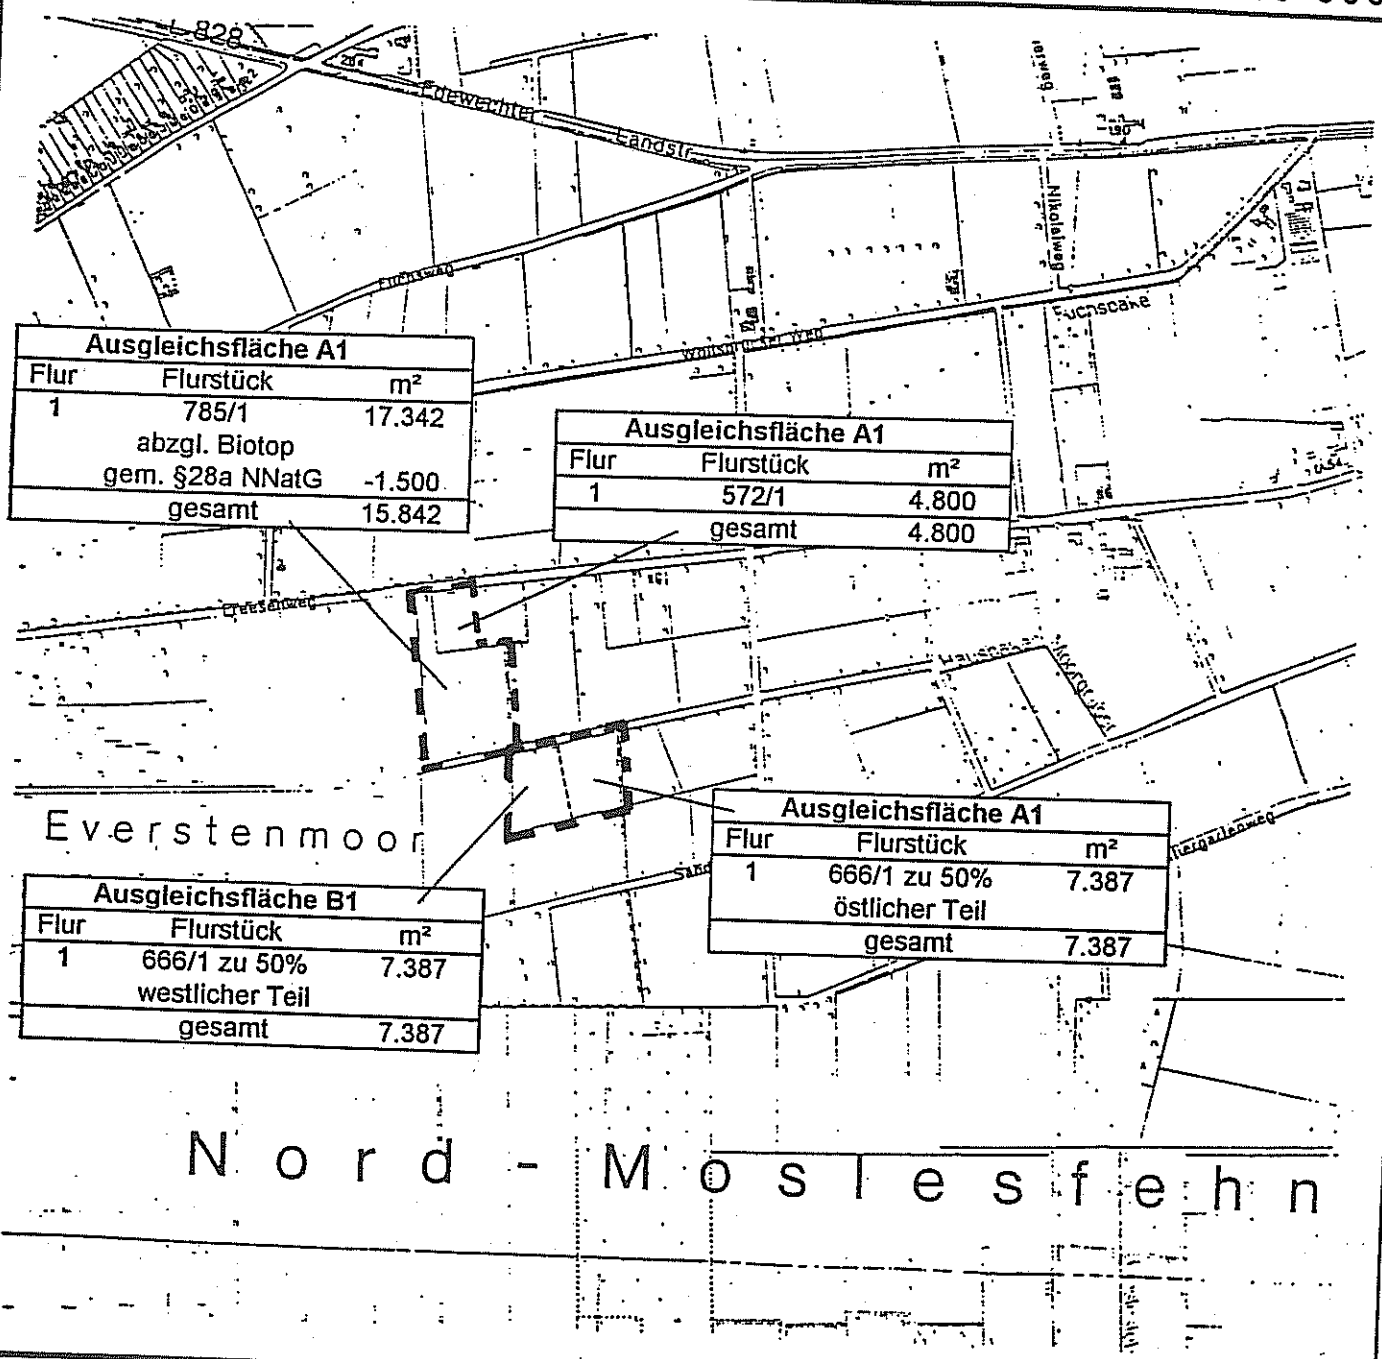 L 828
Edewechter
Landstr.
Nikolaiweg
Fuchsweg
Wolfsbrücker Weg
Ausgleichsfläche A1
Flur Flurstück m²
1 785/1 17.342
abzgl. Biotop
gem. §28a NNatG -1.500
gesamt 15.842
Ausgleichsfläche A1
Flur Flurstück m²
1 572/1 4.800
gesamt 4.800
Everstenmoor
Tiergartenweg
Ausgleichsfläche A1
Flur Flurstück m²
1 666/1 zu 50% 7.387
östlicher Teil
gesamt 7.387
Ausgleichsfläche B1
Flur Flurstück m²
1 666/1 zu 50% 7.387
westlicher Teil
gesamt 7.387
Nord-Moslesfehn